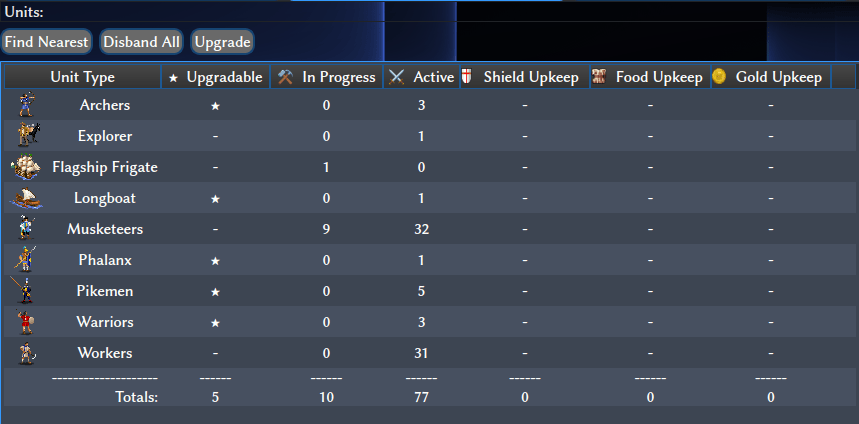 Units:
Find Nearest Disband All Upgrade
Unit Type ★ Upgradable In Progress Active Shield Upkeep Food Upkeep Gold Upkeep
Archers ★ 0 3 - - -
Explorer - 0 1 - - -
Flagship Frigate - 1 0 - - -
Longboat ★ 0 1 - - -
Musketeers - 9 32 - - -
Phalanx ★ 0 1 - - -
Pikemen ★ 0 5 - - -
Warriors ★ 0 3 - - -
Workers - 0 31 - - -
-------------------- ------ ------ ------ ------ ------ ------
Totals: 5 10 77 0 0 0